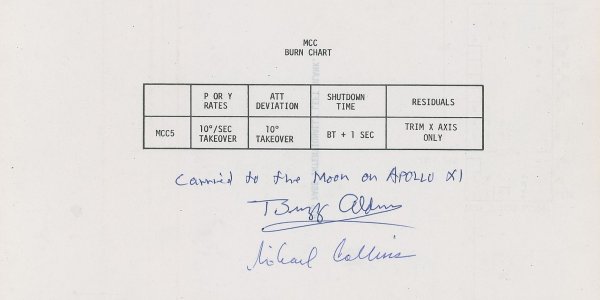 MCC
BURN CHART
P OR Y RATES ATT DEVIATION SHUTDOWN TIME RESIDUALS
MCC5 10°/SEC TAKEOVER 10° TAKEOVER BT + 1 SEC TRIM X AXIS ONLY
Carried to the Moon on APOLLO XI
Buzz Aldrin
Michael Collins